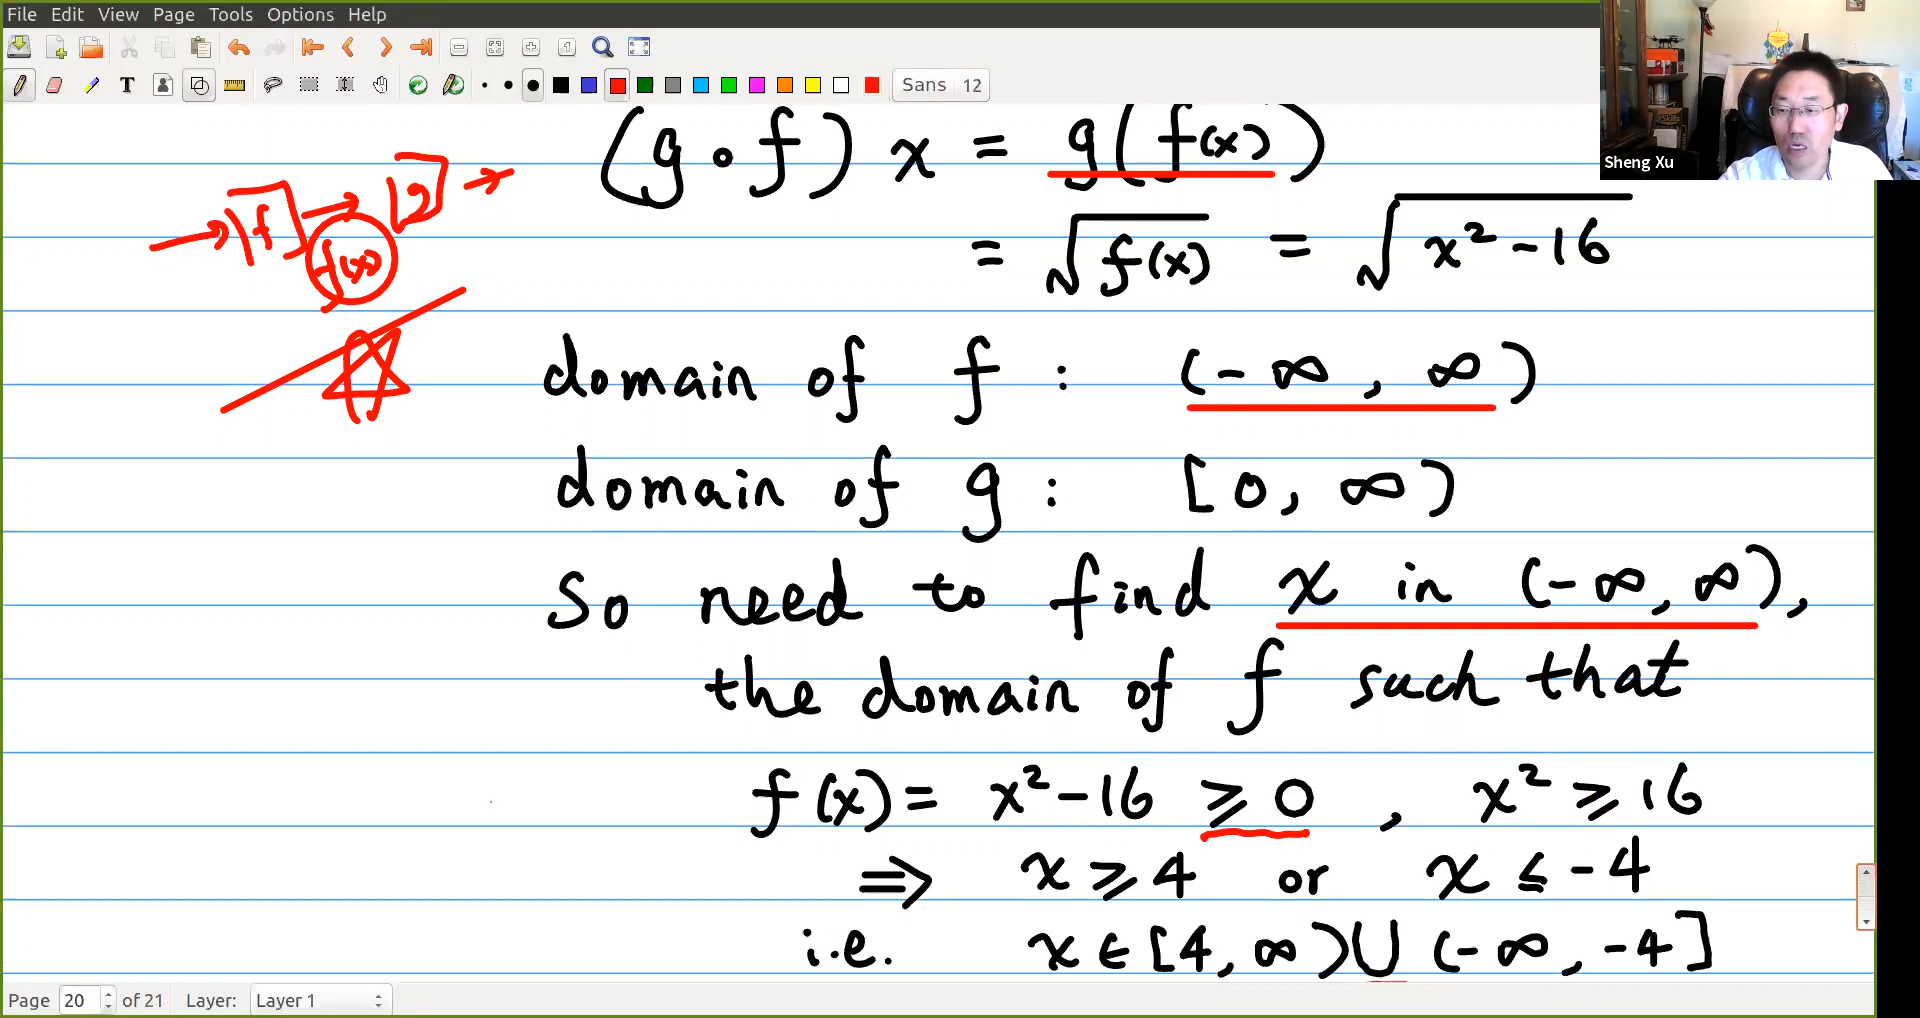 File Edit View Page Tools Options Help
Sans 12
Sheng Xu
(g∘f) x = g(f(x))
→ f → g →
f(x)
= √f(x) = √x²-16
domain of f : (-∞, ∞)
domain of g : [0, ∞)
So need to find x in (-∞, ∞),
the domain of f such that
f(x) = x²-16 ⩾ 0 , x² ⩾ 16
⇒ x ⩾ 4 or x ≤ -4
i.e. x ∈ [4, ∞) ∪ (-∞, -4]
Page 20 of 21 Layer: Layer 1